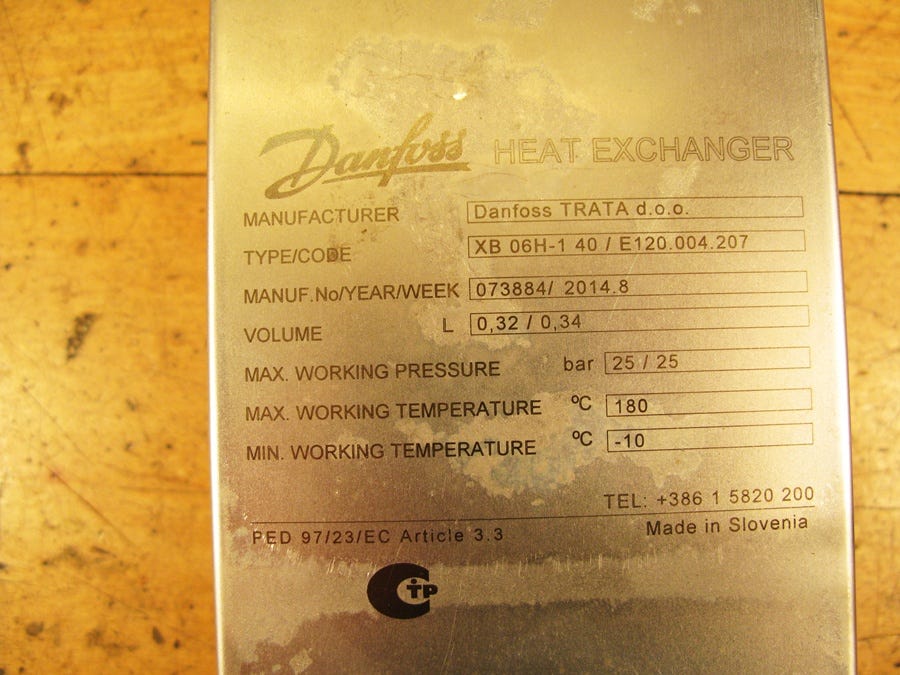 Danfoss HEAT EXCHANGER
MANUFACTURER Danfoss TRATA d.o.o.
TYPE/CODE XB 06H-1 40 / E120.004.207
MANUF.No/YEAR/WEEK 073884/ 2014.8
VOLUME L 0,32 / 0,34
MAX. WORKING PRESSURE bar 25 / 25
MAX. WORKING TEMPERATURE ºC 180
MIN. WORKING TEMPERATURE ºC -10
TEL: +386 1 5820 200
PED 97/23/EC Article 3.3 Made in Slovenia
CTP